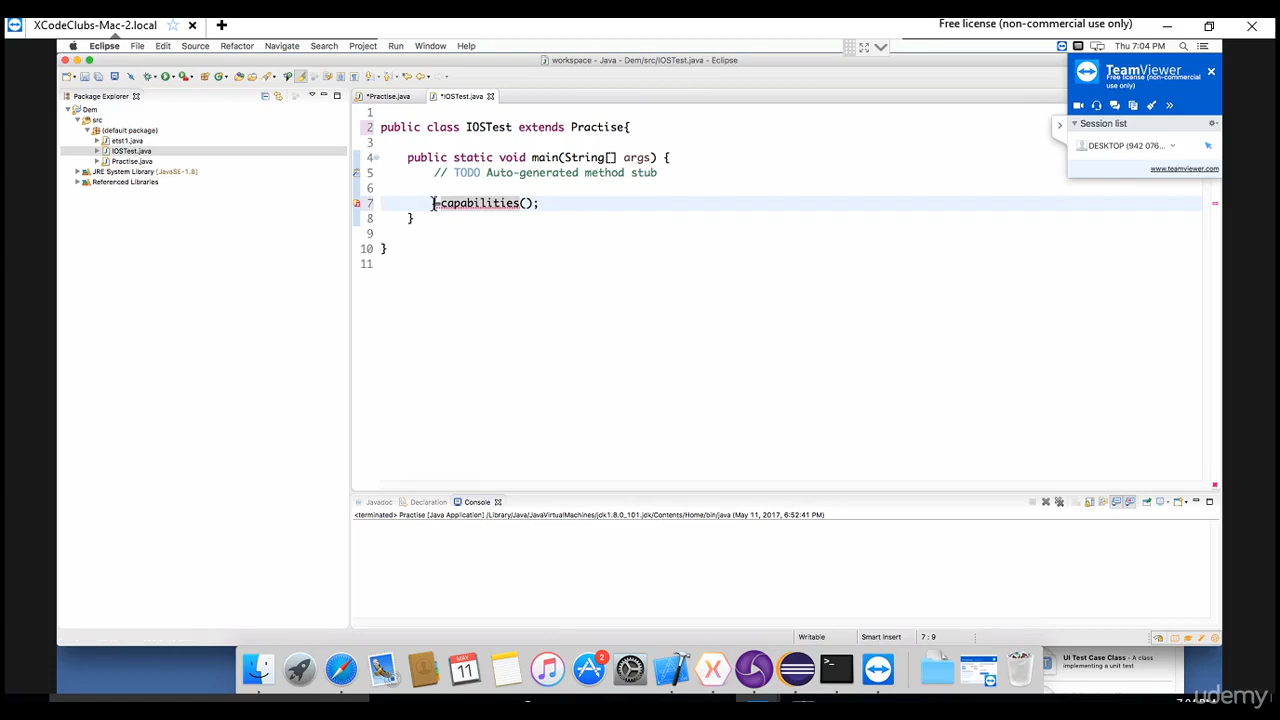 XCodeClubs-Mac-2.local
Free license (non-commercial use only)
Eclipse File Edit Source Refactor Navigate Search Project Run Window Help
Thu 7:04 PM
workspace - Java - Dem/src/IOSTest.java - Eclipse
TeamViewer
Free license (non-commercial
use only)
Session list
DESKTOP (942 076...
www.teamviewer.com
Package Explorer
Dem
src
(default package)
etst1.java
IOSTest.java
Practise.java
JRE System Library [JavaSE-1.8]
Referenced Libraries
*Practise.java
*IOSTest.java
1
2 public class IOSTest extends Practise{
3
4 public static void main(String[] args) {
5 // TODO Auto-generated method stub
6
7 =capabilities();
8 }
9
10 }
11
Javadoc Declaration Console
<terminated> Practise [Java Application] /Library/Java/JavaVirtualMachines/jdk1.8.0_101.jdk/Contents/Home/bin/java (May 11, 2017, 6:52:41 PM)
Writable
Smart Insert
7 : 9
MAY
11
2
UI Test Case Class - A class
implementing a unit test
udemy